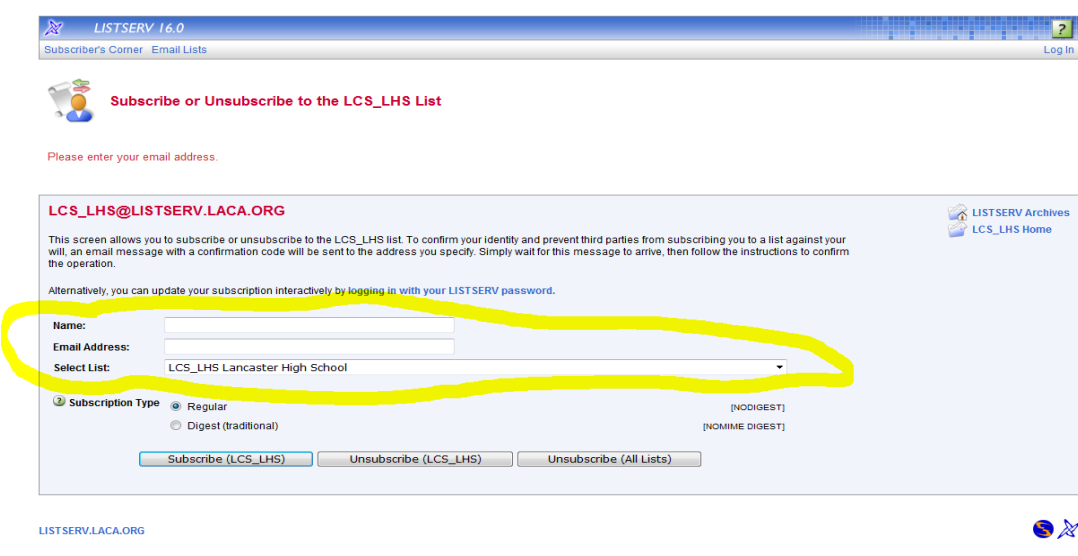 LISTSERV 16.0
?
Subscriber's Corner Email Lists
Log In
Subscribe or Unsubscribe to the LCS_LHS List
Please enter your email address.
LCS_LHS@LISTSERV.LACA.ORG
LISTSERV Archives
LCS_LHS Home
This screen allows you to subscribe or unsubscribe to the LCS_LHS list. To confirm your identity and prevent third parties from subscribing you to a list against your
will, an email message with a confirmation code will be sent to the address you specify. Simply wait for this message to arrive, then follow the instructions to confirm
the operation.
Alternatively, you can update your subscription interactively by logging in with your LISTSERV password.
Name:
Email Address:
Select List: LCS_LHS Lancaster High School
? Subscription Type Regular [NODIGEST]
Digest (traditional) [NOMIME DIGEST]
Subscribe (LCS_LHS) Unsubscribe (LCS_LHS) Unsubscribe (All Lists)
LISTSERV.LACA.ORG